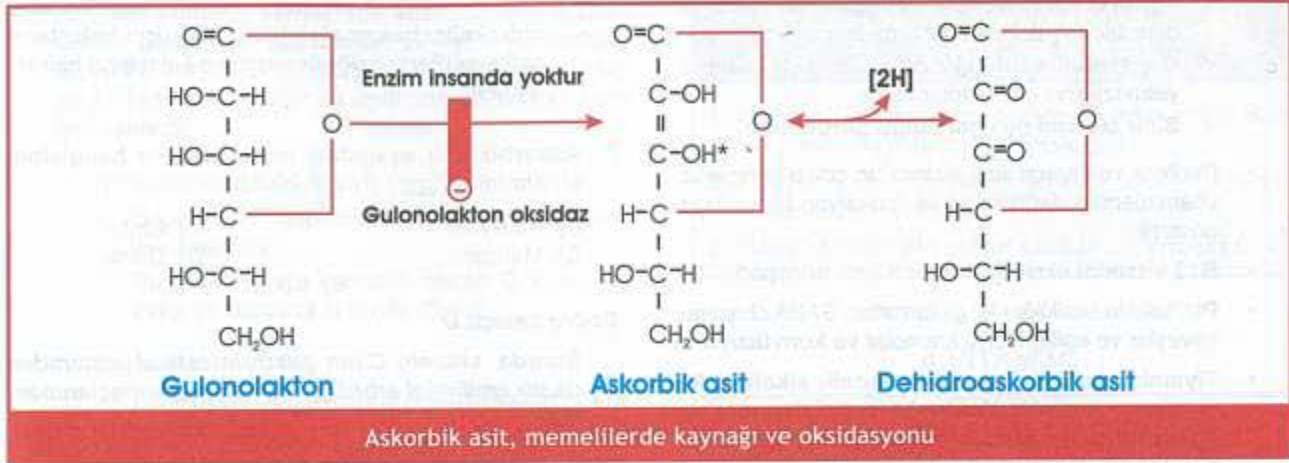 O=C
HO-C-H
HO-C-H
H-C
HO-C-H
CH₂OH
O
Gulonolakton
Enzim insanda yoktur
Gulonolakton oksidaz
O=C
C-OH
C-OH*
H-C
HO-C-H
CH₂OH
O
Askorbik asit
[2H]
O=C
C=O
C=O
H-C
HO-C-H
CH₂OH
O
Dehidroaskorbik asit
Askorbik asit, memelilerde kaynağı ve oksidasyonu